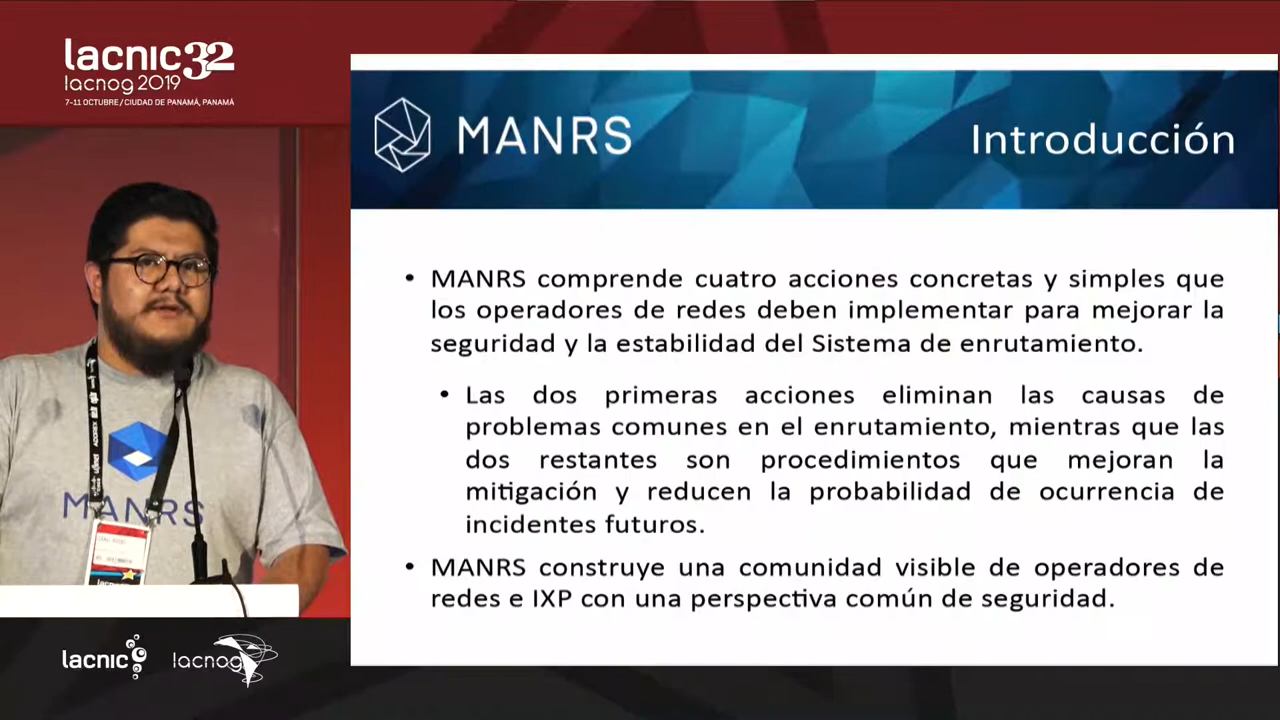 lacnic32
lacnog 2019
7-11 OCTUBRE / CIUDAD DE PANAMÁ, PANAMÁ
MANRS
Introducción
• MANRS comprende cuatro acciones concretas y simples que
los operadores de redes deben implementar para mejorar la
seguridad y la estabilidad del Sistema de enrutamiento.
• Las dos primeras acciones eliminan las causas de
problemas comunes en el enrutamiento, mientras que las
dos restantes son procedimientos que mejoran la
mitigación y reducen la probabilidad de ocurrencia de
incidentes futuros.
• MANRS construye una comunidad visible de operadores de
redes e IXP con una perspectiva común de seguridad.
MANRS
lacnic
lacnog